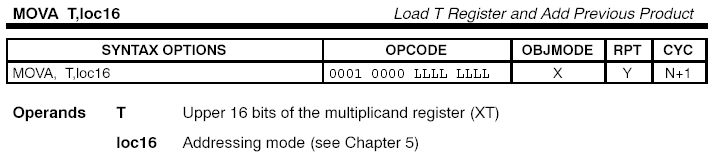 MOVA T,loc16 Load T Register and Add Previous Product
SYNTAX OPTIONS OPCODE OBJMODE RPT CYC
MOVA, T,loc16 0001 0000 LLLL LLLL X Y N+1
Operands T Upper 16 bits of the multiplicand register (XT)
loc16 Addressing mode (see Chapter 5)